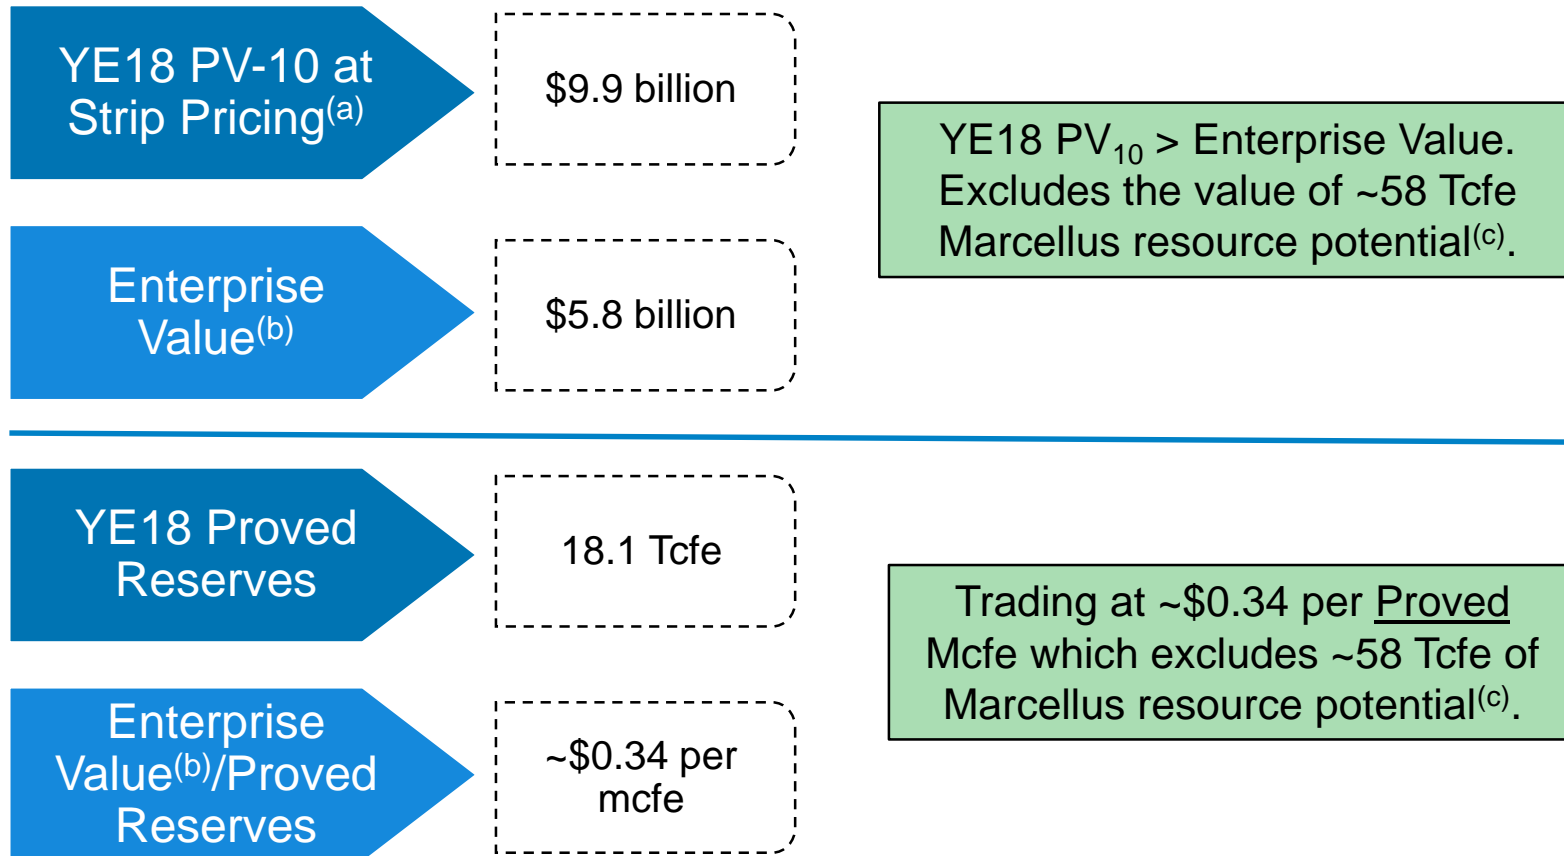 YE18 PV-10 at
Strip Pricing(a)
$9.9 billion
YE18 PV10 > Enterprise Value.
Excludes the value of ~58 Tcfe
Marcellus resource potential(c).
Enterprise
Value(b)
$5.8 billion
YE18 Proved
Reserves
18.1 Tcfe
Trading at ~$0.34 per Proved
Mcfe which excludes ~58 Tcfe of
Marcellus resource potential(c).
Enterprise
Value(b)/Proved
Reserves
~$0.34 per
mcfe